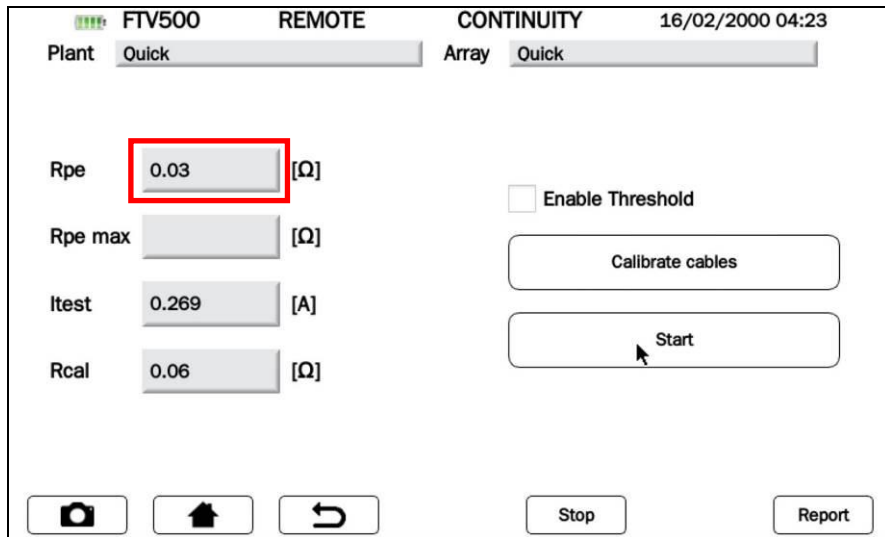 FTV500 REMOTE CONTINUITY 16/02/2000 04:23
Plant Quick Array Quick
Rpe 0.03 [Ω]
Enable Threshold
Rpe max [Ω]
Calibrate cables
Itest 0.269 [A]
Start
Rcal 0.06 [Ω]
Stop Report